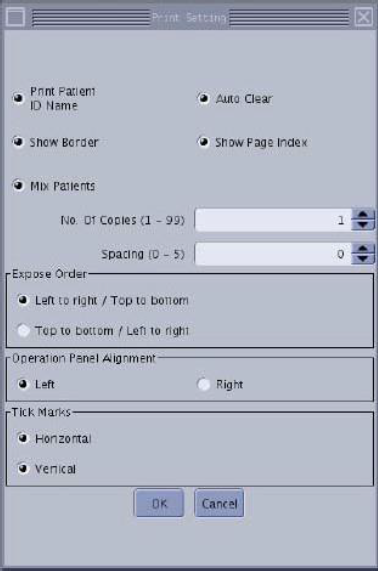 Print Setting
Print Patient
ID Name
Auto Clear
Show Border
Show Page Index
Mix Patients
No. Of Copies (1 - 99)
1
Spacing (0 - 5)
0
Expose Order
Left to right / Top to bottom
Top to bottom / Left to right
Operation Panel Alignment
Left
Right
Tick Marks
Horizontal
Vertical
OK
Cancel